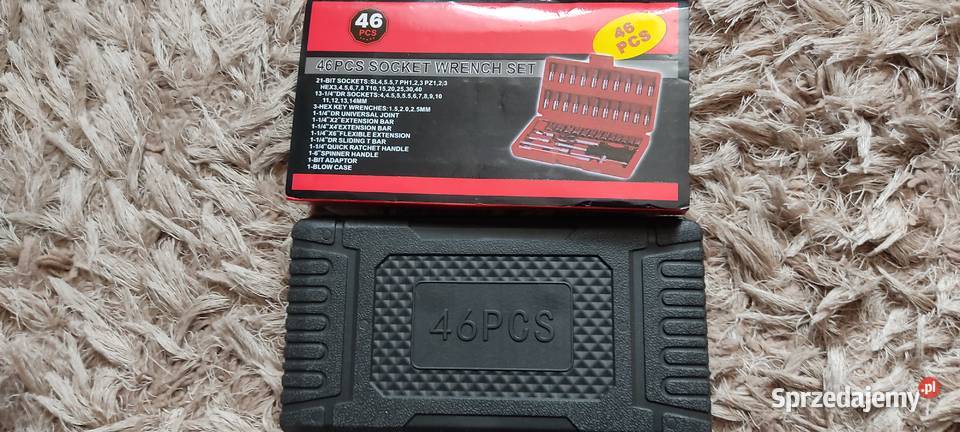 46
PCS
46
PCS
46PCS SOCKET WRENCH SET
21-BIT SOCKETS:SL4,5.5,7 PH1,2,3 PZ1,2,3
HEX3,4,5,6,7,8 T10,15,20,25,30,40
13-1/4"DR SOCKETS:4,4.5,5,5.5,6,7,8,9,10
11,12,13,14MM
3-HEX KEY WRENCHES:1.5,2.0,2.5MM
1-1/4"DR UNIVERSAL JOINT
1-1/4"X2"EXTENSION BAR
1-1/4"X4"EXTENSION BAR
1-1/4"X6"FLEXIBLE EXTENSION
1-1/4"DR SLIDING T BAR
1-1/4"QUICK RATCHET HANDLE
1-6"SPINNER HANDLE
1-BIT ADAPTOR
1-BLOW CASE
46PCS
Sprzedajemy.pl